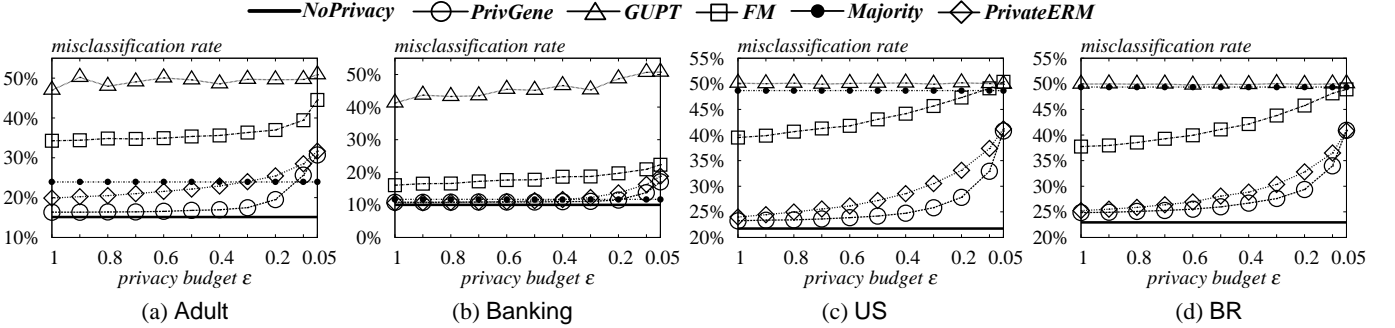 NoPrivacy PrivGene GUPT FM Majority PrivateERM
misclassification rate
50%
40%
30%
20%
10%
1 0.8 0.6 0.4 0.2 0.05
privacy budget ε
(a) Adult
misclassification rate
50%
40%
30%
20%
10%
0%
1 0.8 0.6 0.4 0.2 0.05
privacy budget ε
(b) Banking
misclassification rate
55%
50%
45%
40%
35%
30%
25%
20%
1 0.8 0.6 0.4 0.2 0.05
privacy budget ε
(c) US
misclassification rate
55%
50%
45%
40%
35%
30%
25%
20%
1 0.8 0.6 0.4 0.2 0.05
privacy budget ε
(d) BR